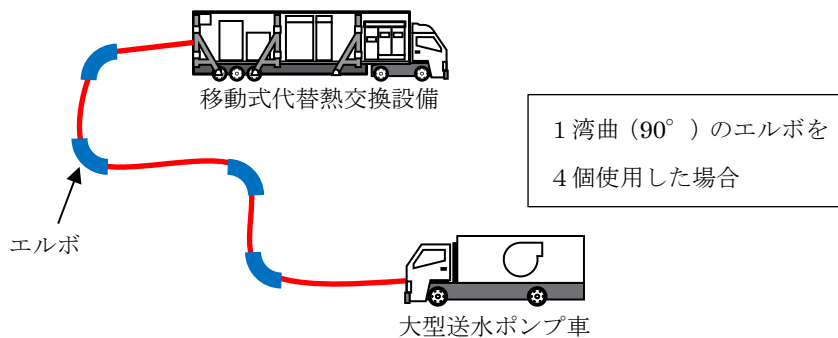 移動式代替熱交換設備
1湾曲（90°）のエルボを
4個使用した場合
エルボ
大型送水ポンプ車